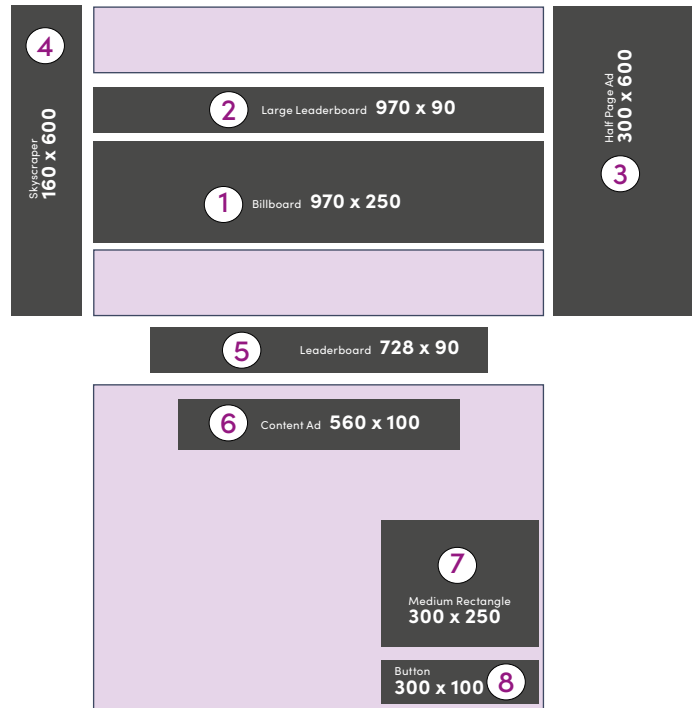 4
Skyscraper
160 x 600
2 Large Leaderboard 970 x 90
1 Billboard 970 x 250
Half Page Ad
300 x 600
3
5 Leaderboard 728 x 90
6 Content Ad 560 x 100
7
Medium Rectangle
300 x 250
Button
300 x 100 8